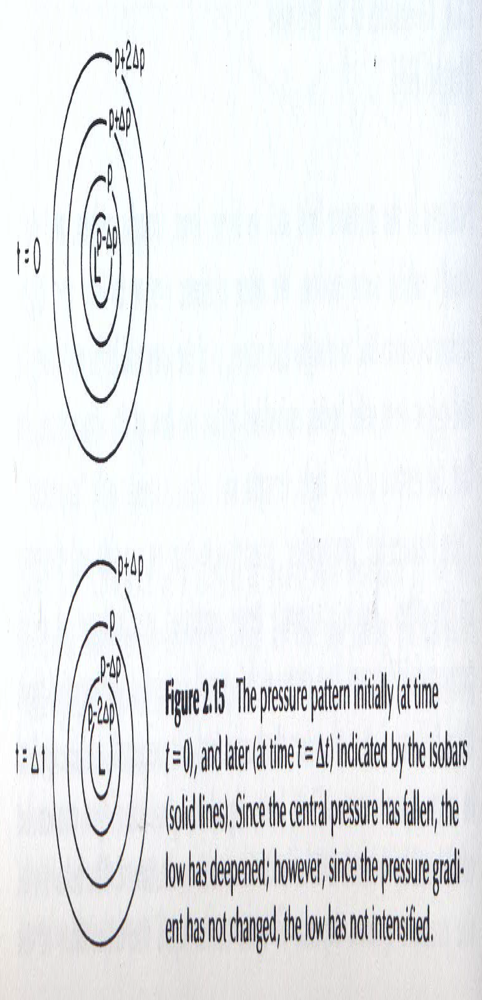 p+2Δp
p+Δp
p
p-Δp
L
t = 0
p+Δp
p
p-Δp
p-2Δp
L
t = Δt
Figure 2.15 The pressure pattern initially (at time
t = 0), and later (at time t = Δt) indicated by the isobars
(solid lines). Since the central pressure has fallen, the
low has deepened; however, since the pressure gradi-
ent has not changed, the low has not intensified.